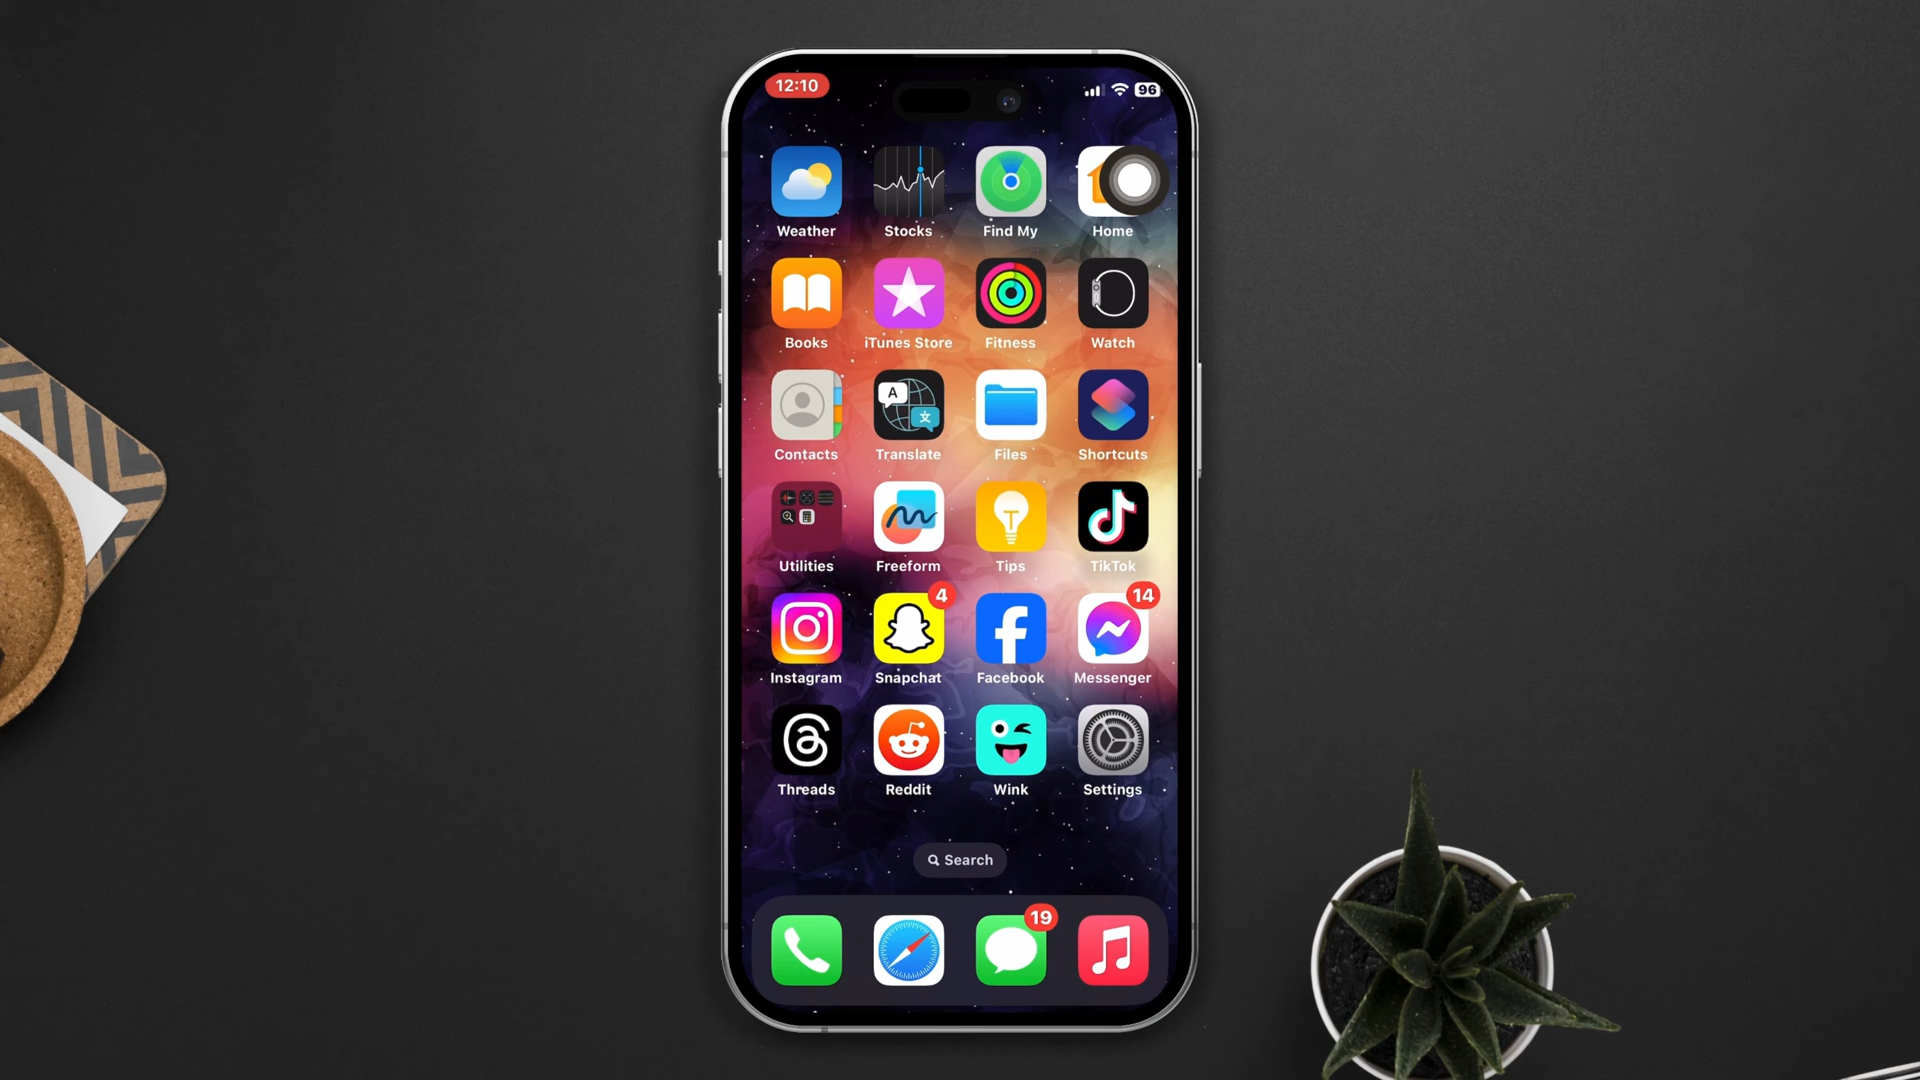 12:10 96
Weather Stocks Find My Home
Books iTunes Store Fitness Watch
A
文
Contacts Translate Files Shortcuts
T
Utilities Freeform Tips TikTok
4 14
Instagram Snapchat Facebook Messenger
Threads Reddit Wink Settings
Search
19